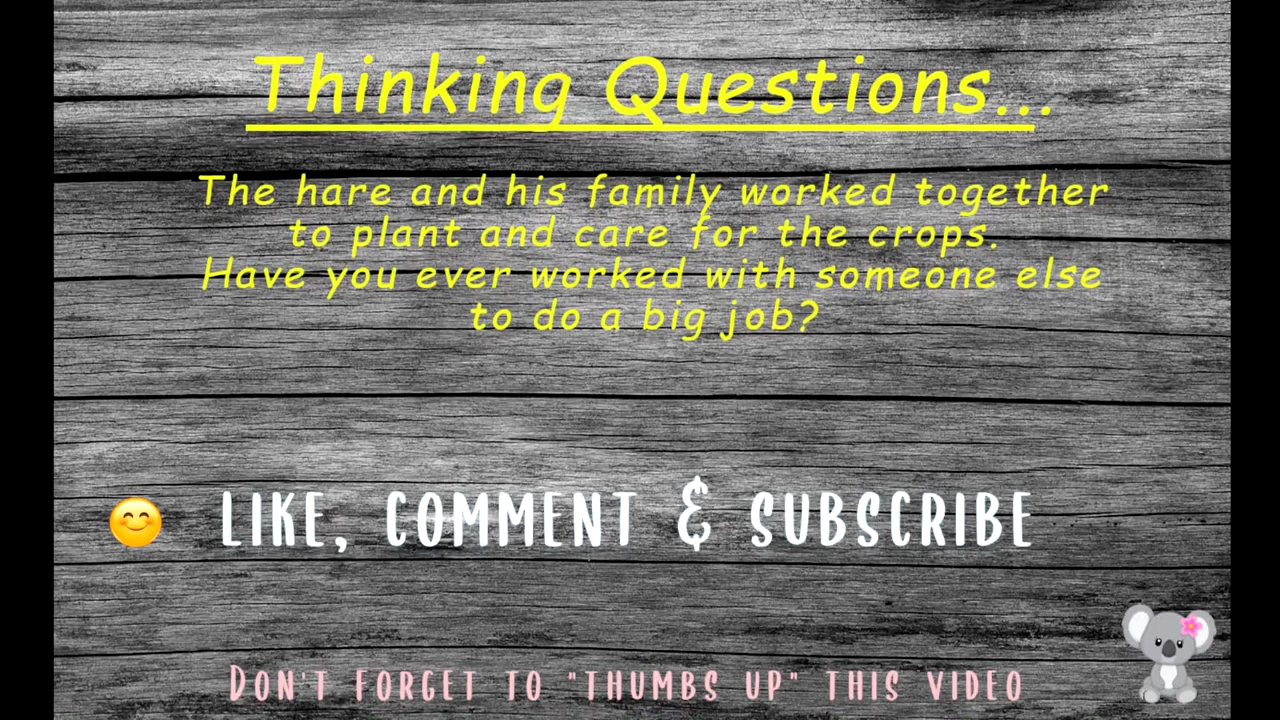 Thinking Questions...
The hare and his family worked together
to plant and care for the crops.
Have you ever worked with someone else
to do a big job?
LIKE, COMMENT & SUBSCRIBE
DON'T FORGET TO "THUMBS UP" THIS VIDEO